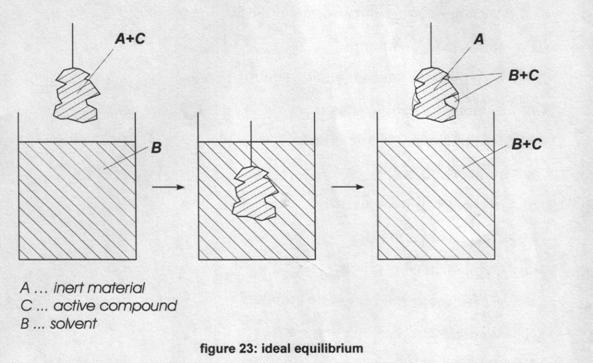 A+C
A
B+C
B
B+C
A ... inert material
C ... active compound
B ... solvent
figure 23: ideal equilibrium